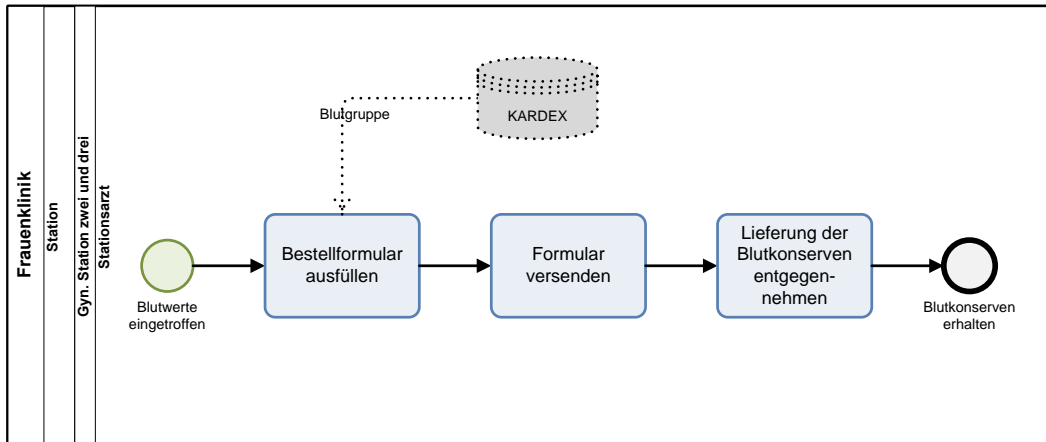 Frauenklinik
Station
Gyn. Station zwei und drei
Stationsarzt
KARDEX
Blutgruppe
Blutwerte
eingetroffen
Bestellformular
ausfüllen
Formular
versenden
Lieferung der
Blutkonserven
entgegen-
nehmen
Blutkonserven
erhalten